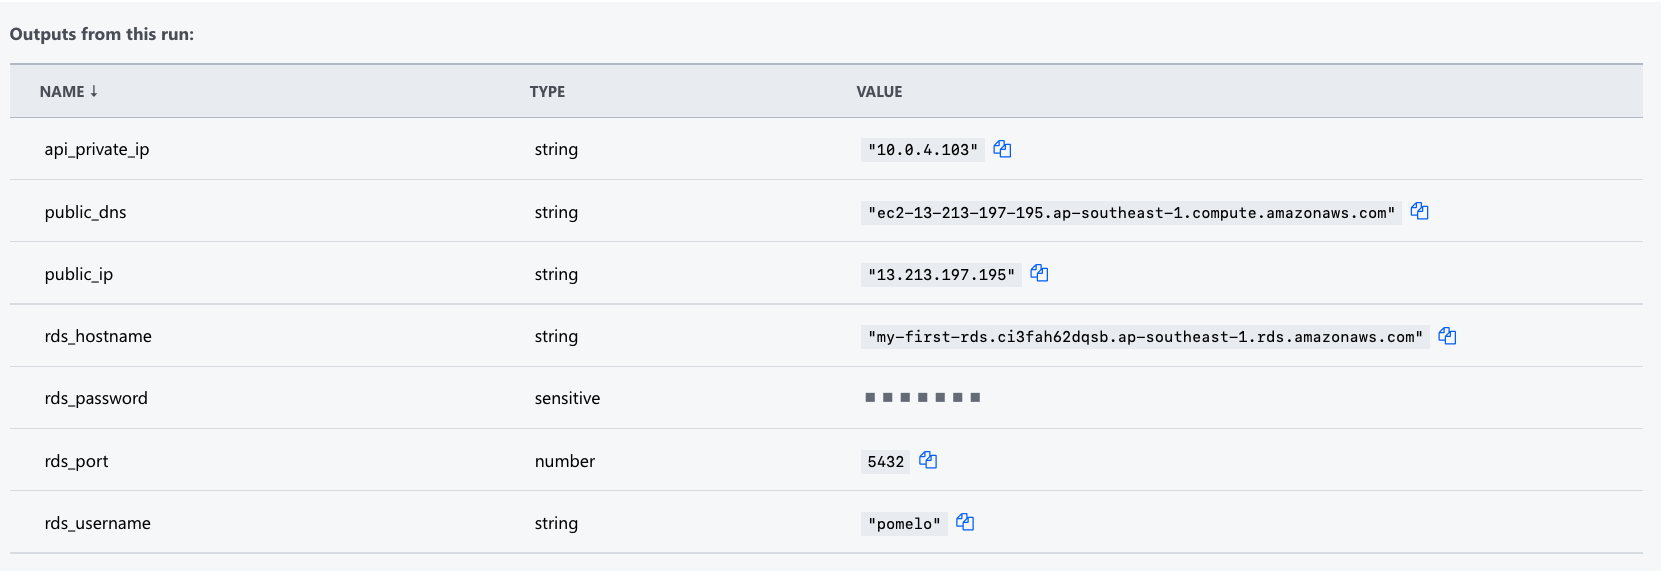 Outputs from this run:
NAME ↓ TYPE VALUE
api_private_ip string "10.0.4.103"
public_dns string "ec2-13-213-197-195.ap-southeast-1.compute.amazonaws.com"
public_ip string "13.213.197.195"
rds_hostname string "my-first-rds.ci3fah62dqsb.ap-southeast-1.rds.amazonaws.com"
rds_password sensitive
rds_port number 5432
rds_username string "pomelo"